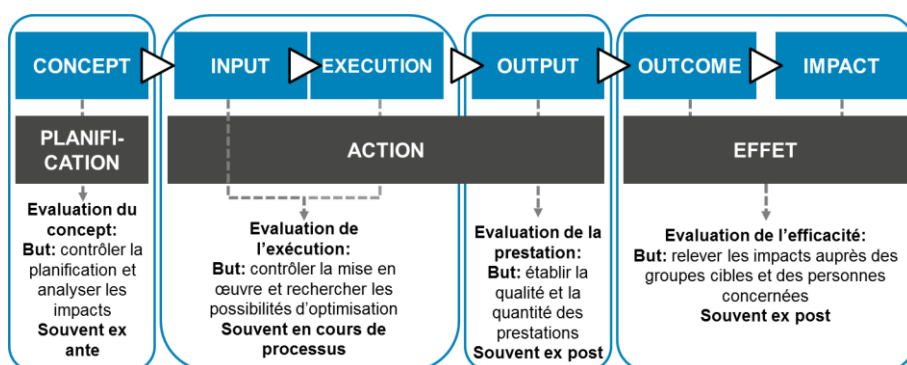 CONCEPT
INPUT
EXECUTION
OUTPUT
OUTCOME
IMPACT
PLANIFI-
CATION
ACTION
EFFET
Evaluation du
concept:
But: contrôler la
planification et
analyser les
impacts
Souvent ex
ante
Evaluation de
l'exécution:
But: contrôler la mise en
œuvre et rechercher les
possibilités d'optimisation
Souvent en cours de
processus
Evaluation de la
prestation:
But: établir la
qualité et la
quantité des
prestations
Souvent ex post
Evaluation de l'efficacité:
But: relever les impacts auprès des
groupes cibles et des personnes
concernées
Souvent ex post